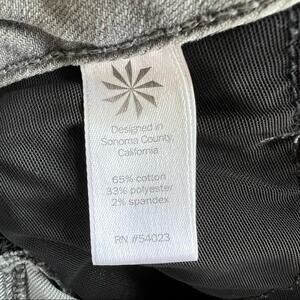 Designed in
Sonoma County,
California
65% cotton
33% polyester/
2% spandex
RN #54023